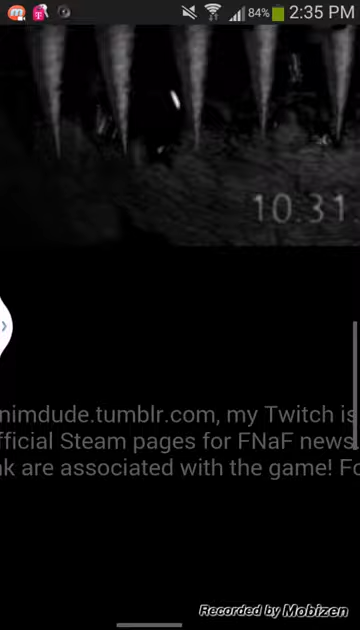 84% 2:35 PM
10.31.
nimdude.tumblr.com, my Twitch is
fficial Steam pages for FNaF news.
nk are associated with the game! Fo
Recorded by Mobizen